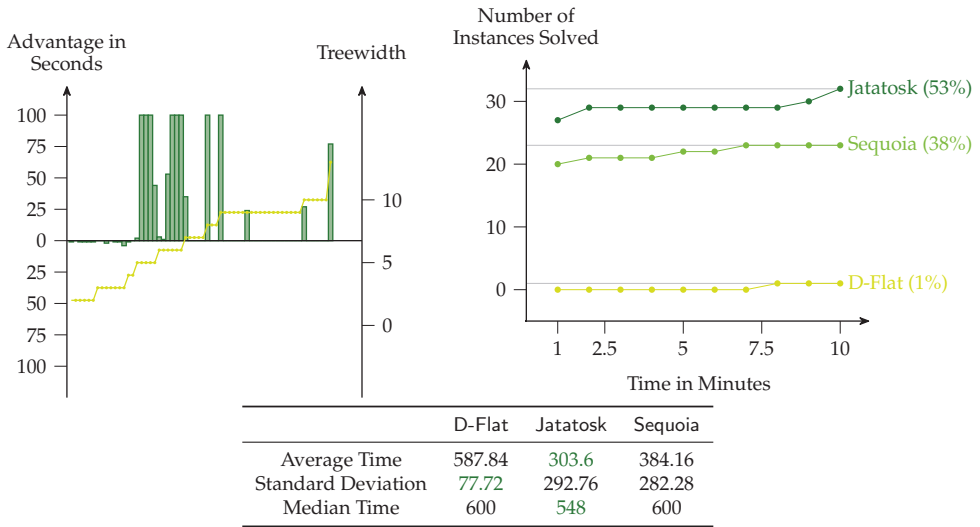 Advantage in
Seconds
Treewidth
100
75
50
25
0
25
50
75
100
10
5
0
Number of
Instances Solved
30
20
10
0
Jatatosk (53%)
Sequoia (38%)
D-Flat (1%)
1 2.5 5 7.5 10
Time in Minutes
D-Flat Jatatosk Sequoia
Average Time 587.84 303.6 384.16
Standard Deviation 77.72 292.76 282.28
Median Time 600 548 600